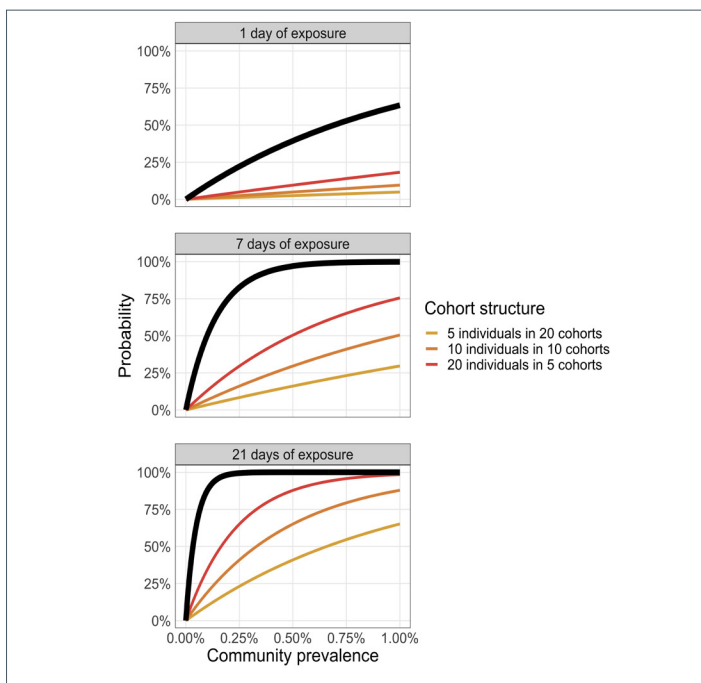 1 day of exposure
100%
75%
50%
25%
0%
7 days of exposure
100%
75%
50%
25%
0%
Probability
Cohort structure
5 individuals in 20 cohorts
10 individuals in 10 cohorts
20 individuals in 5 cohorts
21 days of exposure
100%
75%
50%
25%
0%
0.00% 0.25% 0.50% 0.75% 1.00%
Community prevalence